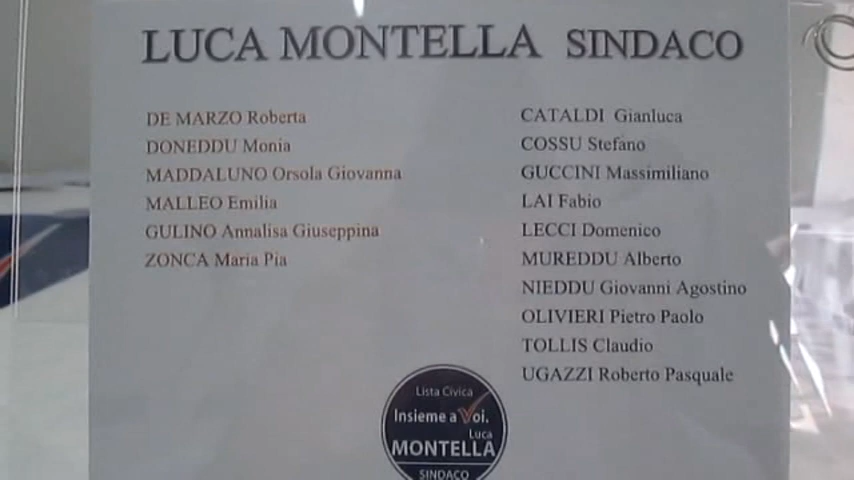 LUCA MONTELLA SINDACO
DE MARZO Roberta
DONEDDU Monia
MADDALUNO Orsola Giovanna
MALLEO Emilia
GULINO Annalisa Giuseppina
ZONCA Maria Pia
CATALDI Gianluca
COSSU Stefano
GUCCINI Massimiliano
LAI Fabio
LECCI Domenico
MUREDDU Alberto
NIEDDU Giovanni Agostino
OLIVIERI Pietro Paolo
TOLLIS Claudio
UGAZZI Roberto Pasquale
Lista Civica
Insieme a Voi.
Luca
MONTELLA
SINDACO